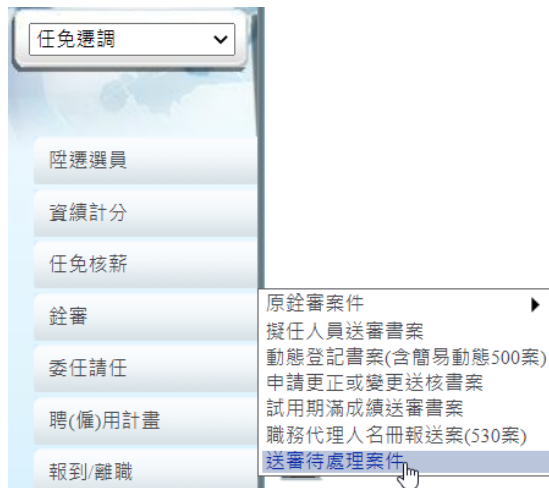 任免遷調
陞遷選員
資績計分
任免核薪
銓審
委任請任
聘(僱)用計畫
報到/離職
原銓審案件
擬任人員送審書案
動態登記書案(含簡易動態500案)
申請更正或變更送核書案
試用期滿成績送審書案
職務代理人名冊報送案(530案)
送審待處理案件